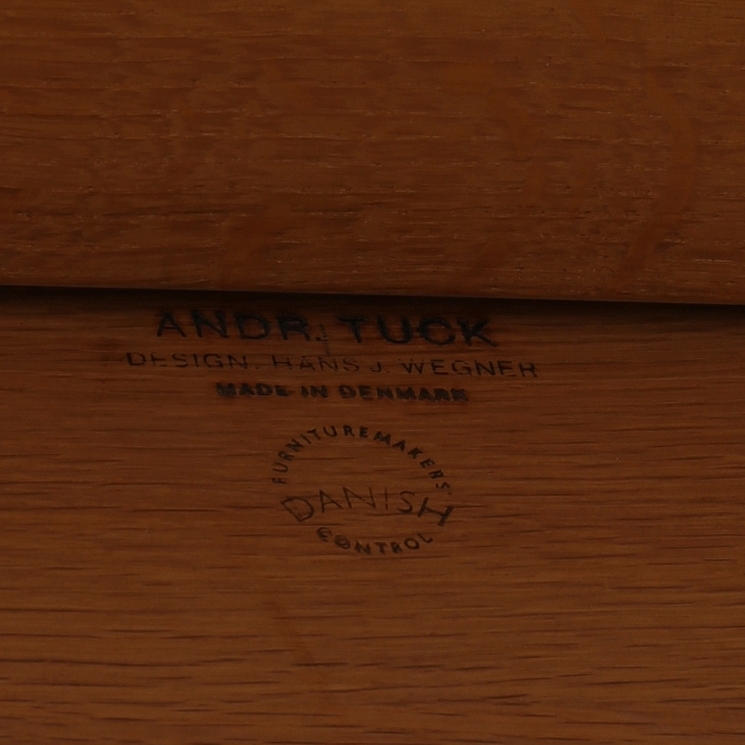 ANDR. TUCK
DESIGN. HANS J. WEGNER
MADE IN DENMARK
FURNITUREMAKERS'
DANISH
CONTROL